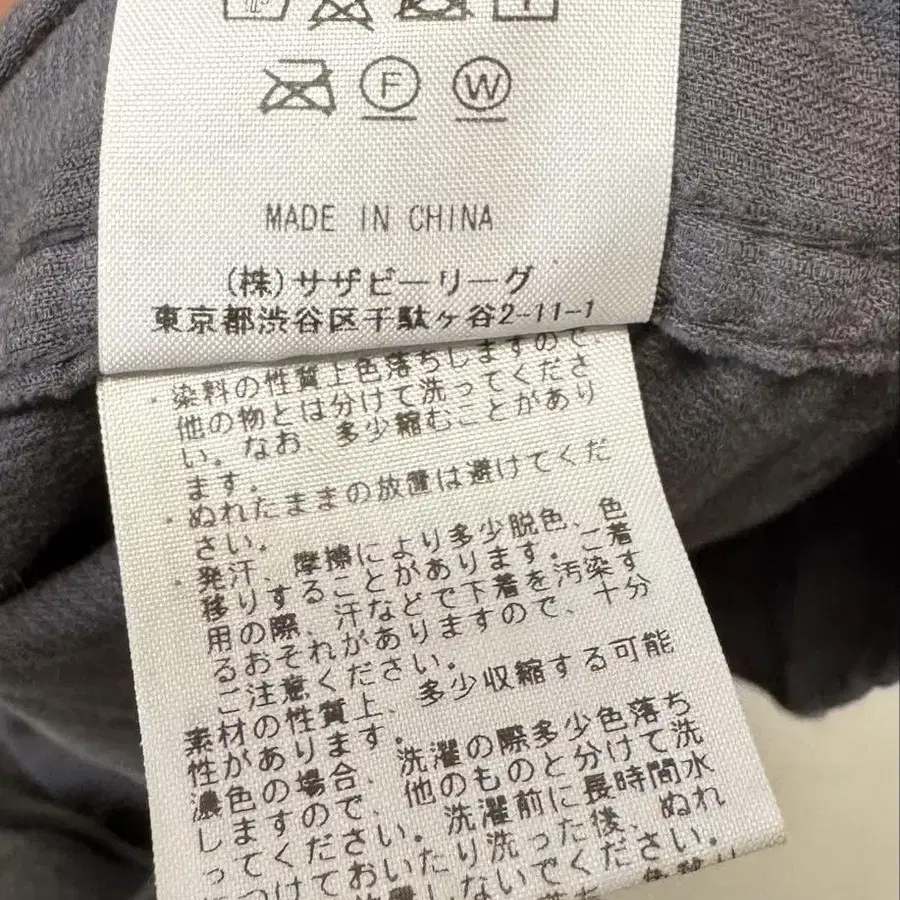 F W
MADE IN CHINA
(株)サザビーリーグ
東京都渋谷区千駄ヶ谷2-11-1
・染料の性質上色落ちしますので、
他の物とは分けて洗ってくださ
い。なお、多少縮むことがあり
ます。
・ぬれたままの放置は避けてくだ
さい。
・発汗、摩擦により多少脱色、色
移りすることがあります。ご着
用の際、汗などで下着を汚染す
るおそれがありますので、十分
ご注意ください。
素材の性質上、多少収縮する可能
性があります。
濃色の場合、洗濯の際多少色落ち
しますので、他のものと分けて洗
ってください。洗濯前に長時間水
につけておいたり洗った後、ぬれ
置しないでください。